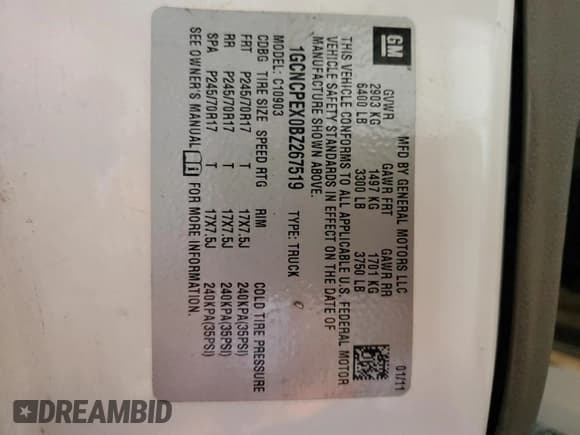 GM
MFD BY GENERAL MOTORS LLC 01/11
GVWR GAWR FRT GAWR RR
2903 KG 1497 KG 1701 KG
6400 LB 3300 LB 3750 LB
THIS VEHICLE CONFORMS TO ALL APPLICABLE U.S. FEDERAL MOTOR
VEHICLE SAFETY STANDARDS IN EFFECT ON THE DATE OF
MANUFACTURE SHOWN ABOVE.
1GCNCPEX0BZ267519 TYPE: TRUCK
MODEL: C10903
CDBG TIRE SIZE SPEED RTG RIM COLD TIRE PRESSURE
FRT P245/70R17 T 17X7.5J 240KPA(35PSI)
RR P245/70R17 T 17X7.5J 240KPA(35PSI)
SPA P245/70R17 T 17X7.5J 240KPA(35PSI)
SEE OWNER'S MANUAL FOR MORE INFORMATION.
DREAMBID